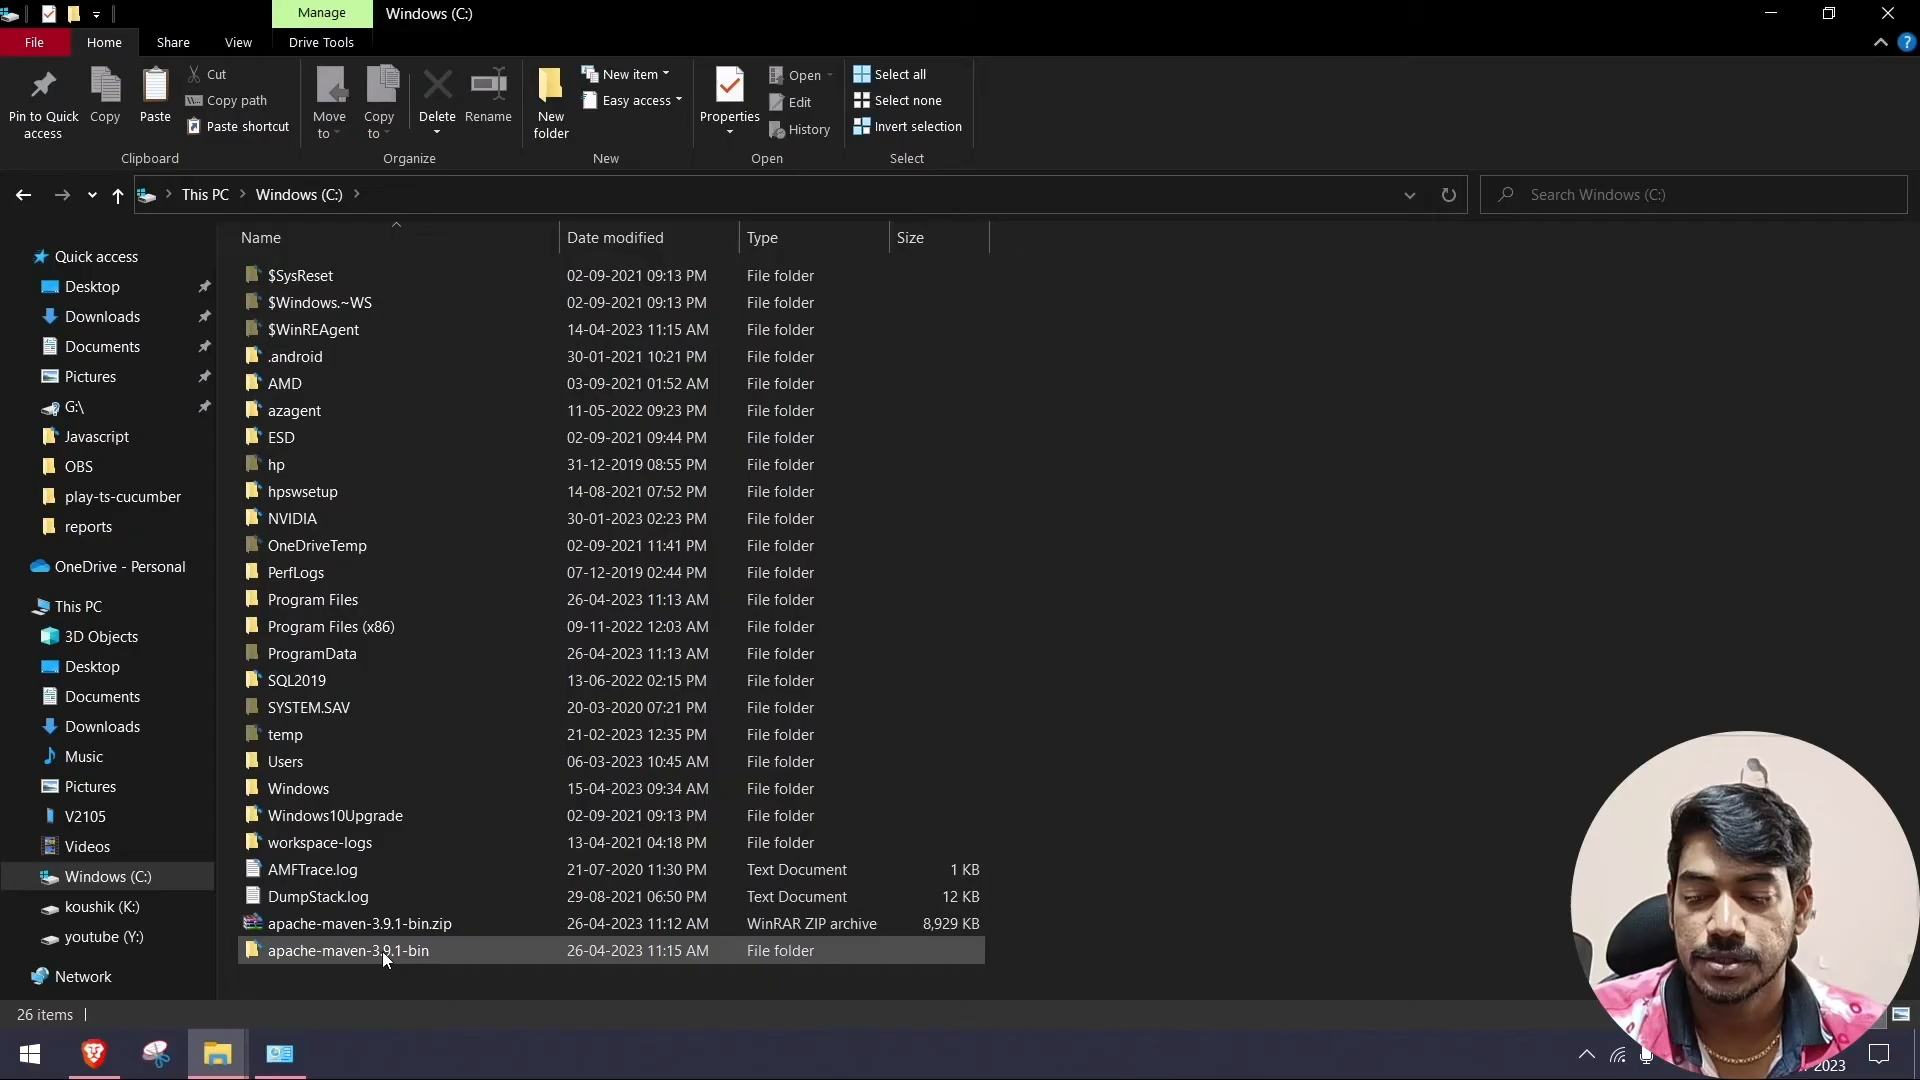 Manage
Windows (C:)
File
Home
Share
View
Drive Tools
Pin to Quick access
Copy
Paste
Cut
Copy path
Paste shortcut
Clipboard
Move to
Copy to
Delete
Rename
Organize
New folder
New item
Easy access
New
Properties
Open
Edit
History
Open
Select all
Select none
Invert selection
Select
This PC
Windows (C:)
Search Windows (C:)
Quick access
Desktop
Downloads
Documents
Pictures
G:\
Javascript
OBS
play-ts-cucumber
reports
OneDrive - Personal
This PC
3D Objects
Desktop
Documents
Downloads
Music
Pictures
V2105
Videos
Windows (C:)
koushik (K:)
youtube (Y:)
Network
Name Date modified Type Size
$SysReset 02-09-2021 09:13 PM File folder
$Windows.~WS 02-09-2021 09:13 PM File folder
$WinREAgent 14-04-2023 11:15 AM File folder
.android 30-01-2021 10:21 PM File folder
AMD 03-09-2021 01:52 AM File folder
azagent 11-05-2022 09:23 PM File folder
ESD 02-09-2021 09:44 PM File folder
hp 31-12-2019 08:55 PM File folder
hpswsetup 14-08-2021 07:52 PM File folder
NVIDIA 30-01-2023 02:23 PM File folder
OneDriveTemp 02-09-2021 11:41 PM File folder
PerfLogs 07-12-2019 02:44 PM File folder
Program Files 26-04-2023 11:13 AM File folder
Program Files (x86) 09-11-2022 12:03 AM File folder
ProgramData 26-04-2023 11:13 AM File folder
SQL2019 13-06-2022 02:15 PM File folder
SYSTEM.SAV 20-03-2020 07:21 PM File folder
temp 21-02-2023 12:35 PM File folder
Users 06-03-2023 10:45 AM File folder
Windows 15-04-2023 09:34 AM File folder
Windows10Upgrade 02-09-2021 09:13 PM File folder
workspace-logs 13-04-2021 04:18 PM File folder
AMFTrace.log 21-07-2020 11:30 PM Text Document 1 KB
DumpStack.log 29-08-2021 06:50 PM Text Document 12 KB
apache-maven-3.9.1-bin.zip 26-04-2023 11:12 AM WinRAR ZIP archive 8,929 KB
apache-maven-3.9.1-bin 26-04-2023 11:15 AM File folder
26 items
2023